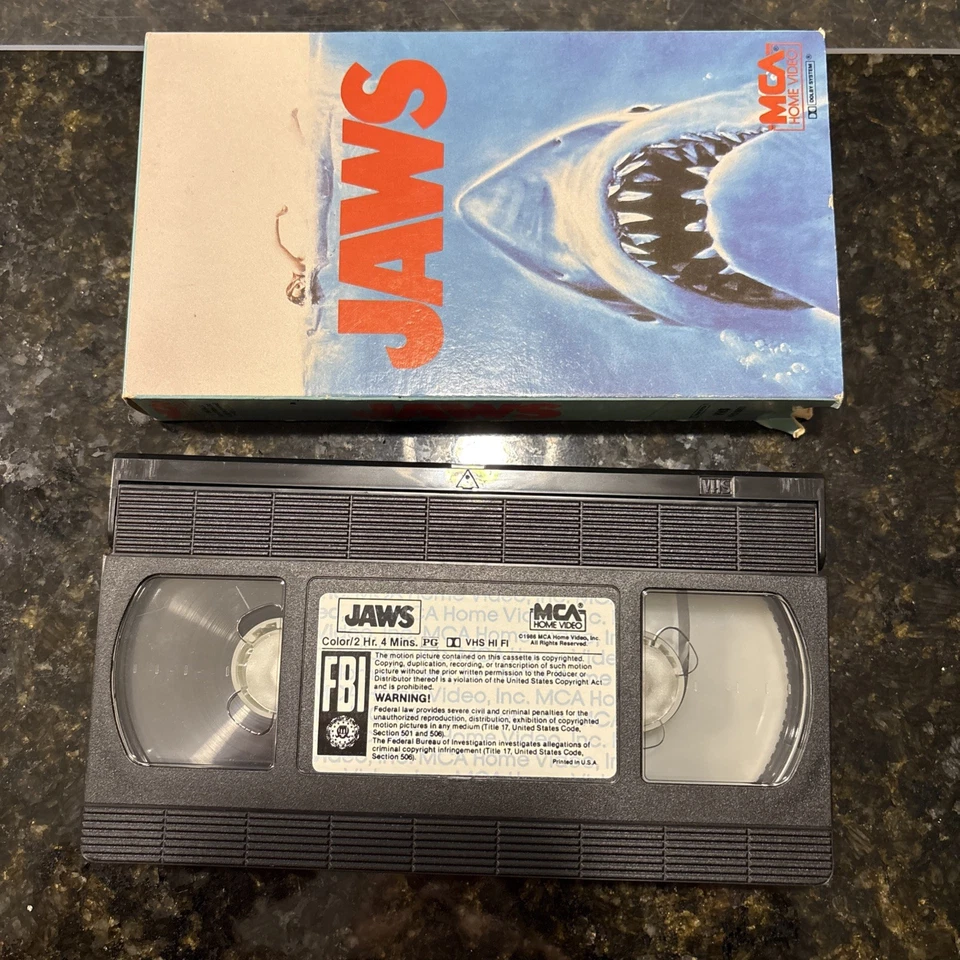 JAWS
MCA
HOME VIDEO
DOLBY SYSTEM®
JAWS
VHS
JAWS
MCA
HOME VIDEO
Color/2 Hr. 4 Mins. PG VHS HI FI
©1986 MCA Home Video, Inc.
All Rights Reserved.
FBI
The motion picture contained on this cassette is copyrighted.
Copying, duplication, recording, or transcription of such motion
picture without the prior written permission to the Producer or
Distributor thereof is a violation of the United States Copyright Act
and is prohibited.
WARNING!
Federal law provides severe civil and criminal penalties for the
unauthorized reproduction, distribution, exhibition of copyrighted
motion pictures in any medium (Title 17, United States Code,
Section 501 and 506).
The Federal Bureau of Investigation investigates allegations of
criminal copyright infringement (Title 17, United States Code,
Section 506).
Printed in U.S.A.